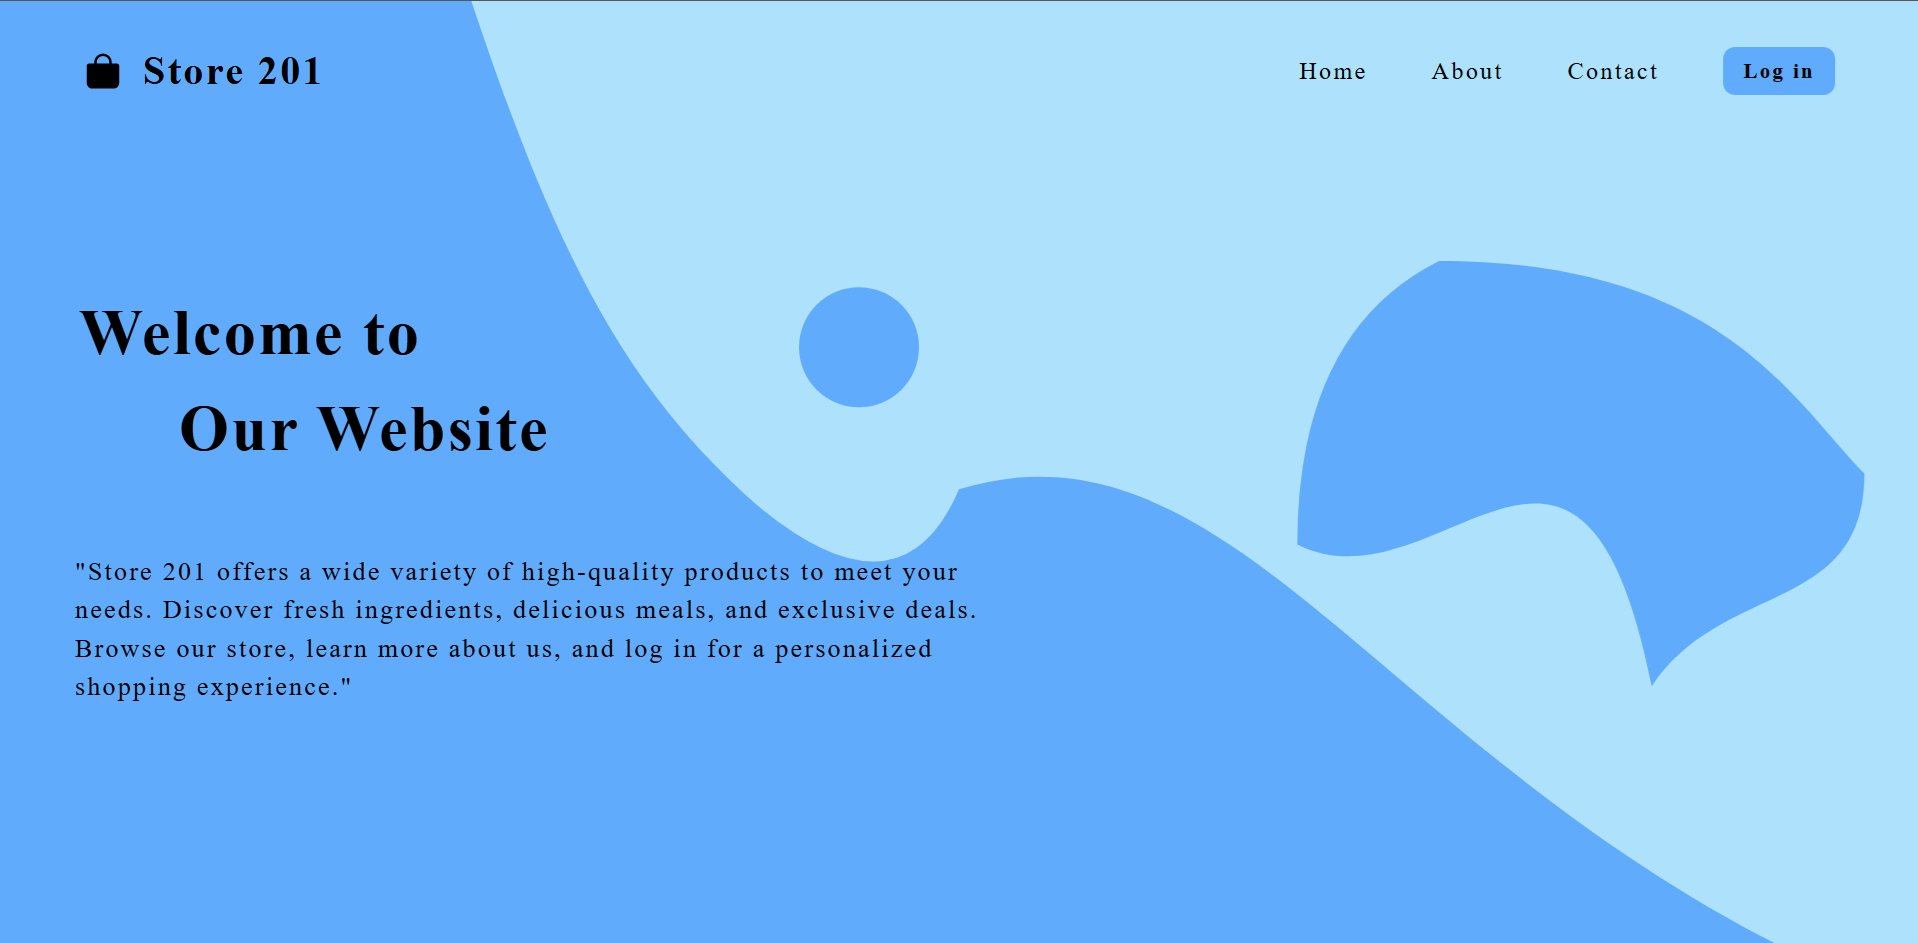 Store 201
Home About Contact Log in
Welcome to
Our Website
"Store 201 offers a wide variety of high-quality products to meet your
needs. Discover fresh ingredients, delicious meals, and exclusive deals.
Browse our store, learn more about us, and log in for a personalized
shopping experience."